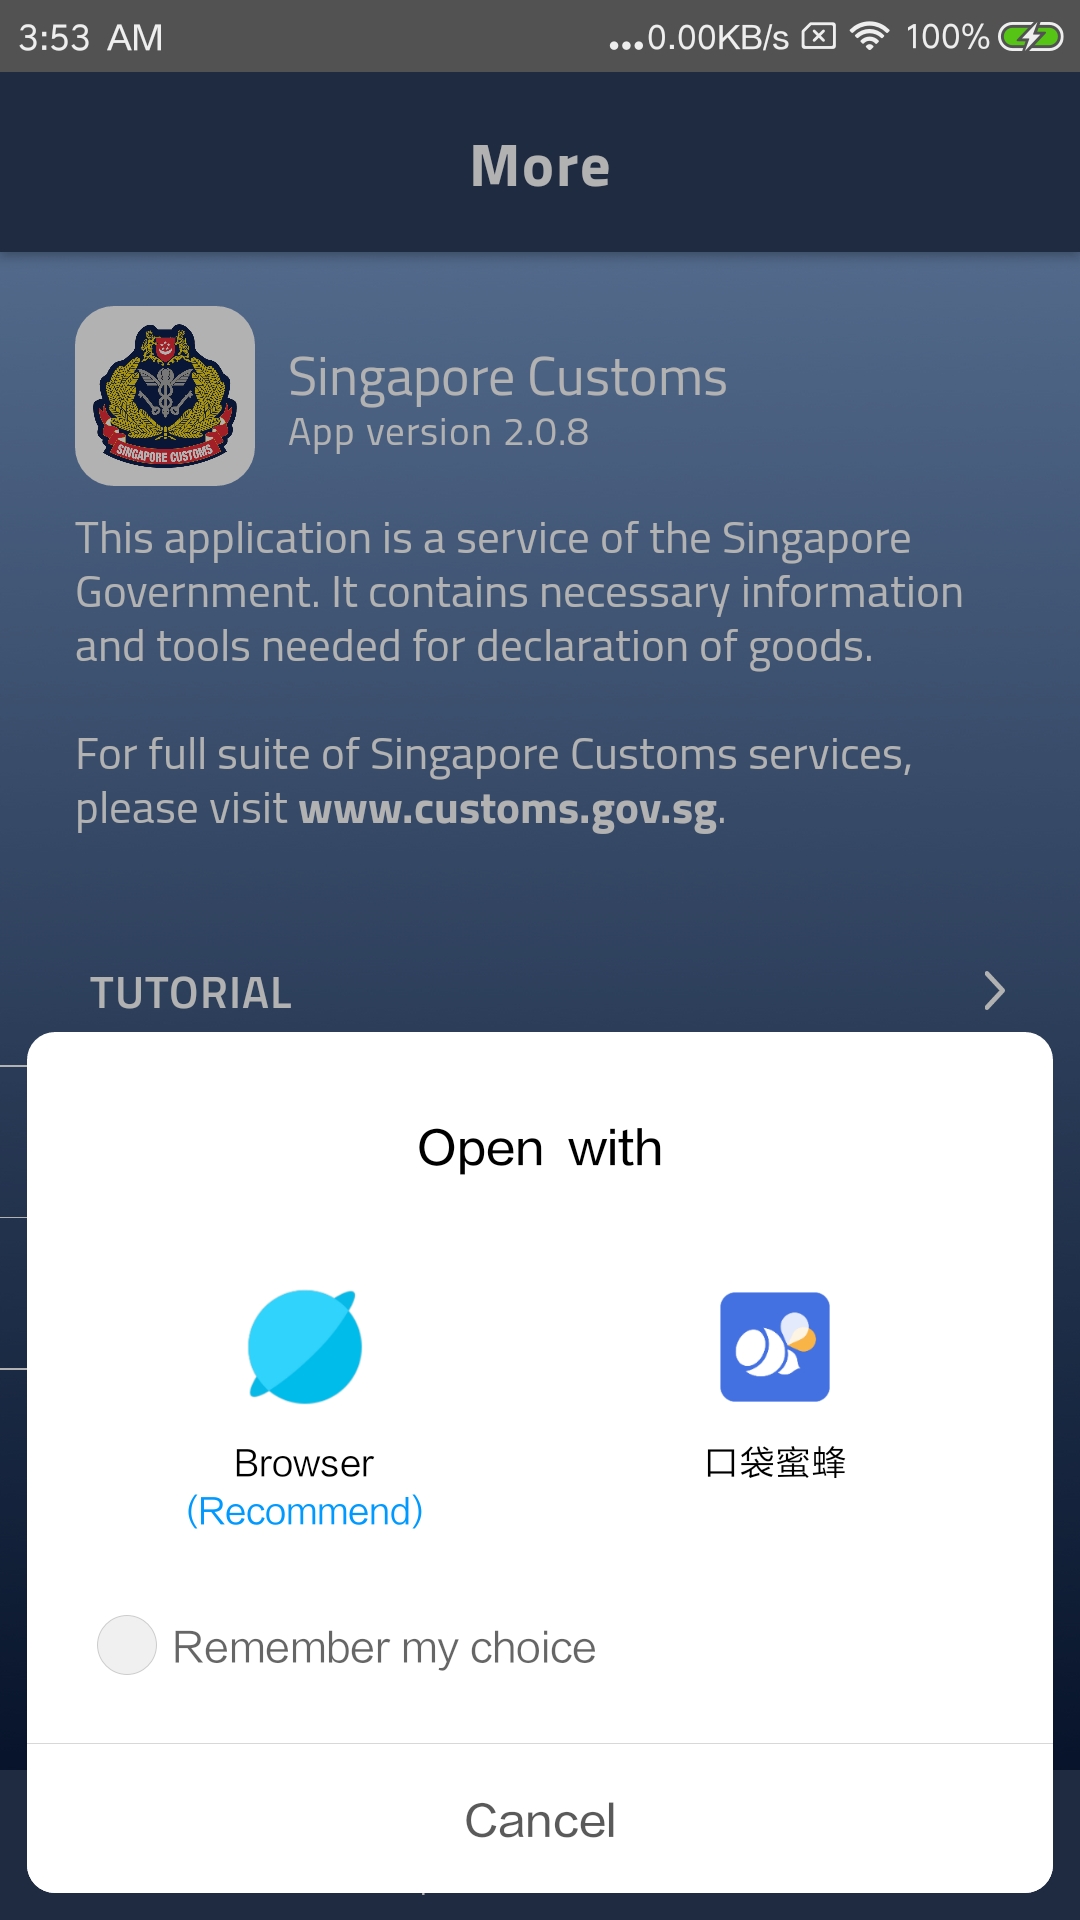 3:53 AM
...0.00KB/s 100%
More
SINGAPORE CUSTOMS
Singapore Customs
App version 2.0.8
This application is a service of the Singapore
Government. It contains necessary information
and tools needed for declaration of goods.
For full suite of Singapore Customs services,
please visit www.customs.gov.sg.
TUTORIAL
Open with
Browser
(Recommend)
口袋蜜蜂
Remember my choice
Cancel